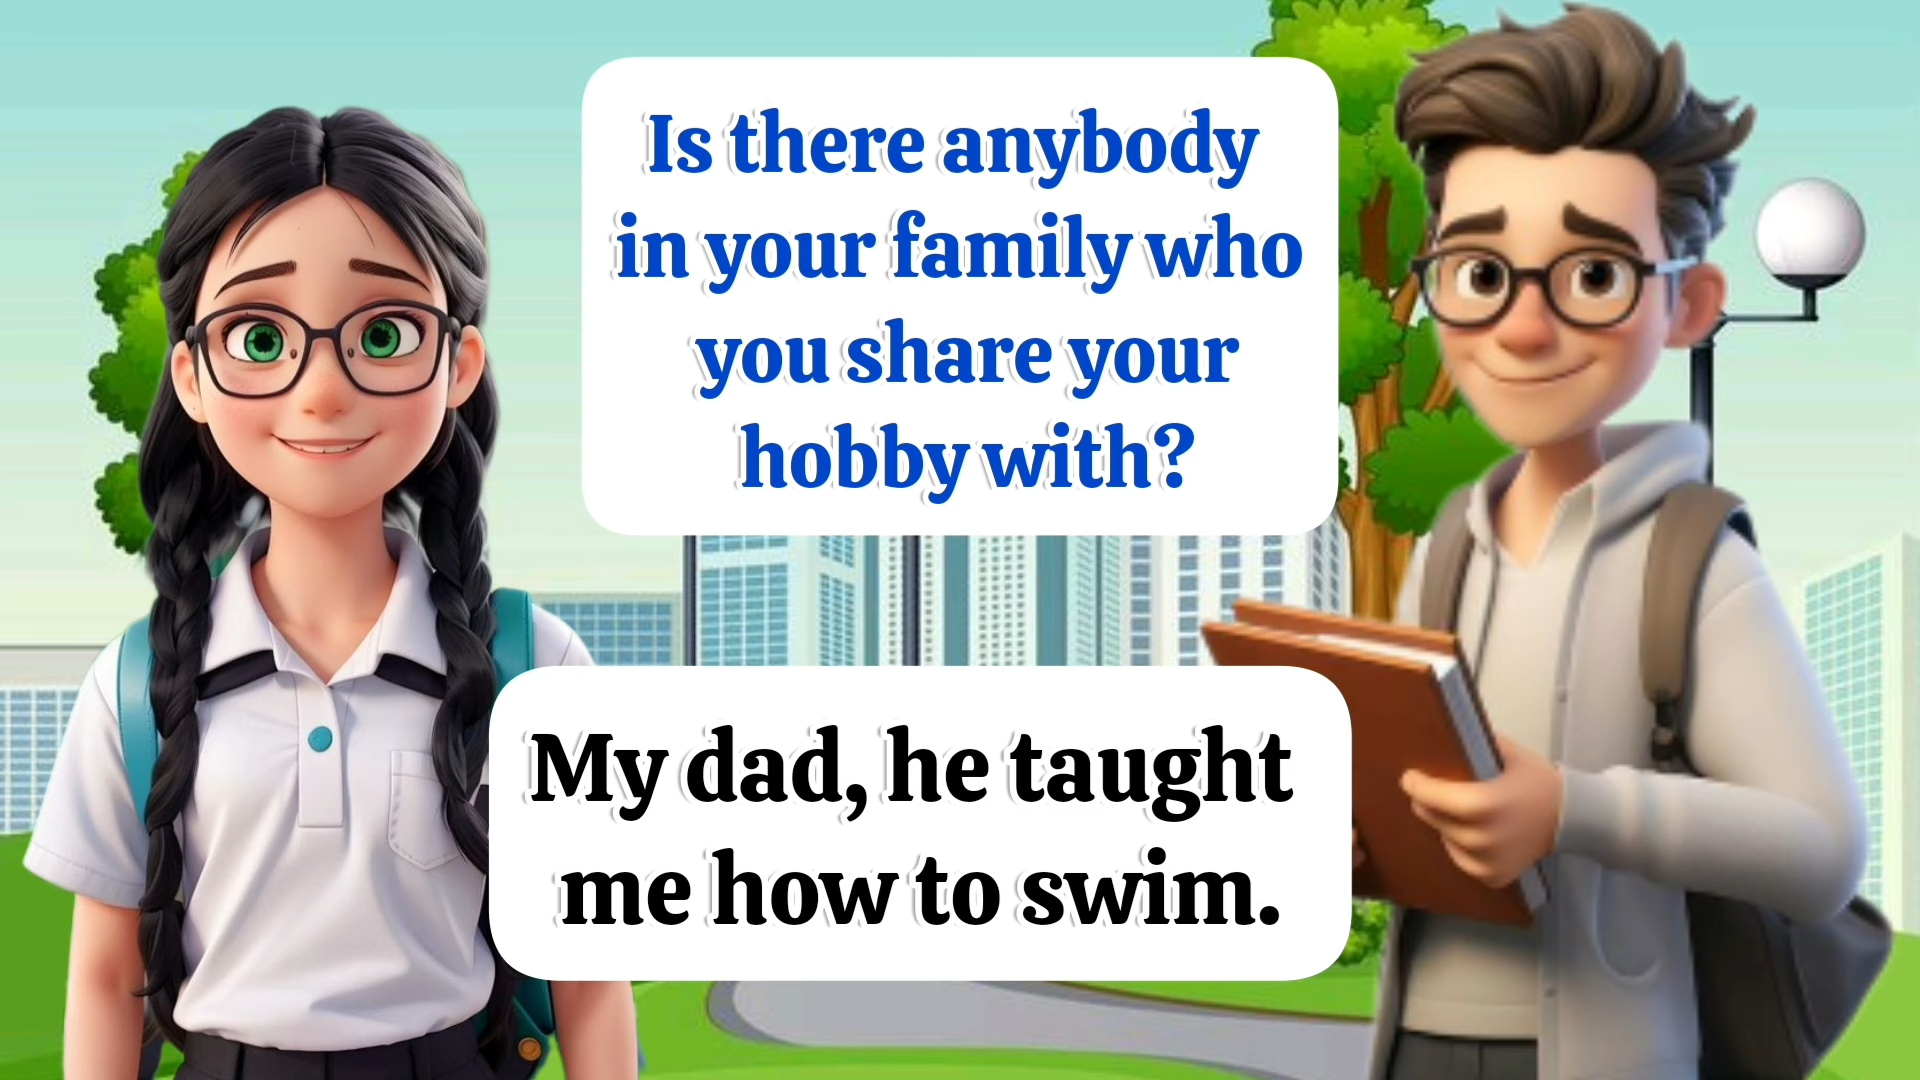 Is there anybody
in your family who
you share your
hobby with?
My dad, he taught
me how to swim.